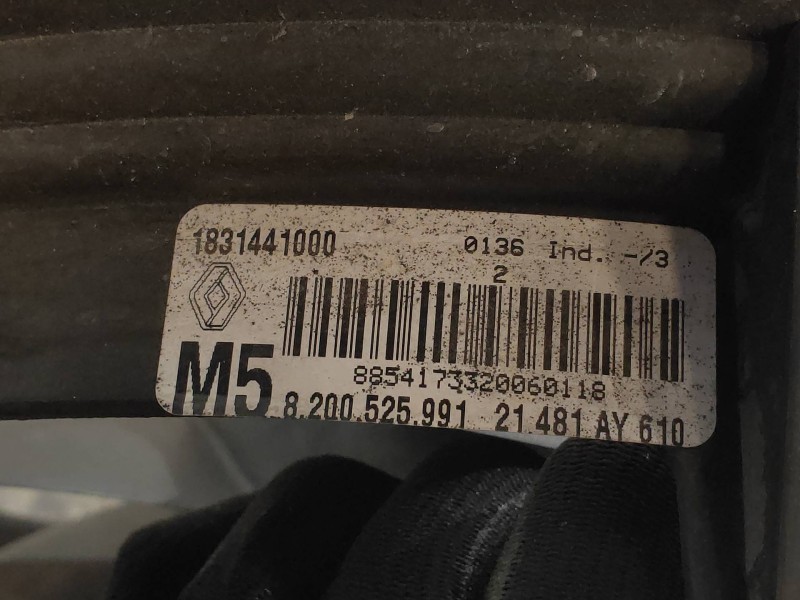 1831441000 0136 Ind. -/3
2
8854173320060118
M5 8.200.525.991 21 481 AY 610